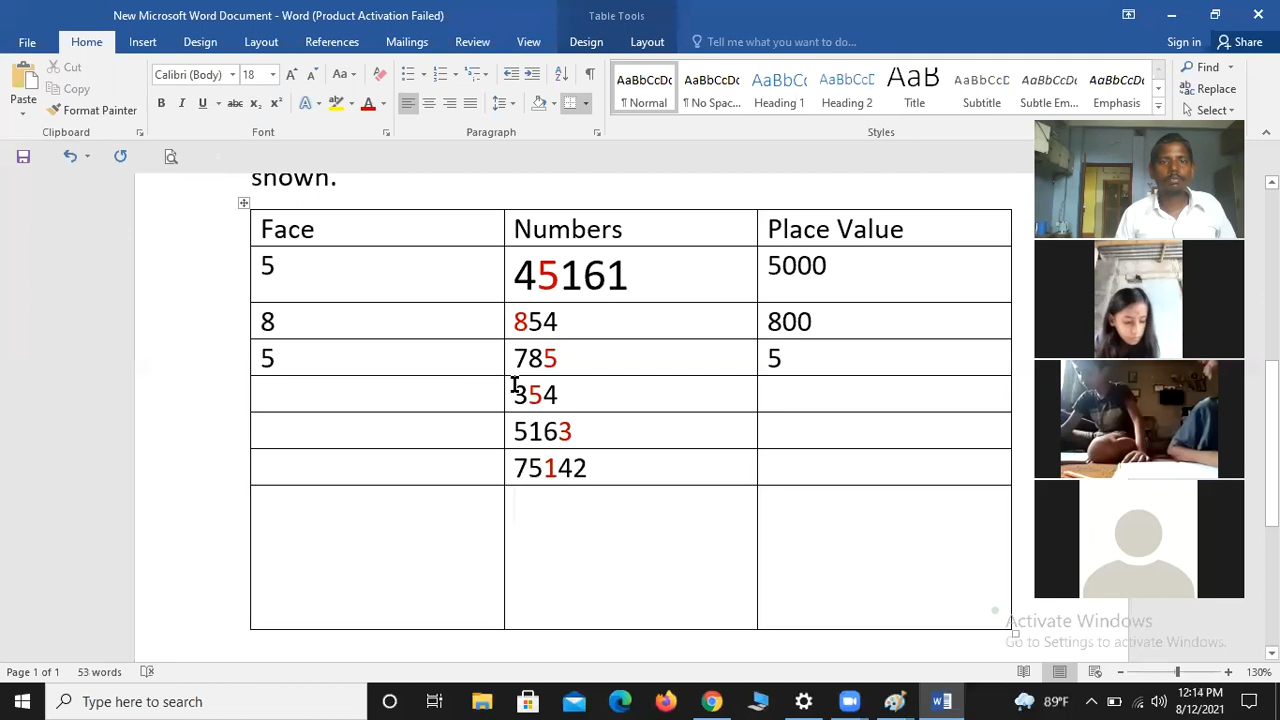 New Microsoft Word Document - Word (Product Activation Failed)
Table Tools
File Home Insert Design Layout References Mailings Review View Design Layout Tell me what you want to do... Sign in Share
Cut
Copy
Paste
Format Painter
Calibri (Body) 18
AaBbCcDc AaBbCcDc AaBbCc AaBbCcE AaB AaBbCcD AaBbCcDc AaBbCcDc
¶ Normal ¶ No Spac... Heading 1 Heading 2 Title Subtitle Subtle Em... Emphasis
Find
Replace
Select
Clipboard Font Paragraph Styles
shown.
Face Numbers Place Value
5 45161 5000
8 854 800
5 785 5
354
5163
75142
Activate Windows
Go to Settings to activate Windows.
Page 1 of 1 53 words 130%
Type here to search
89°F
12:14 PM
8/12/2021